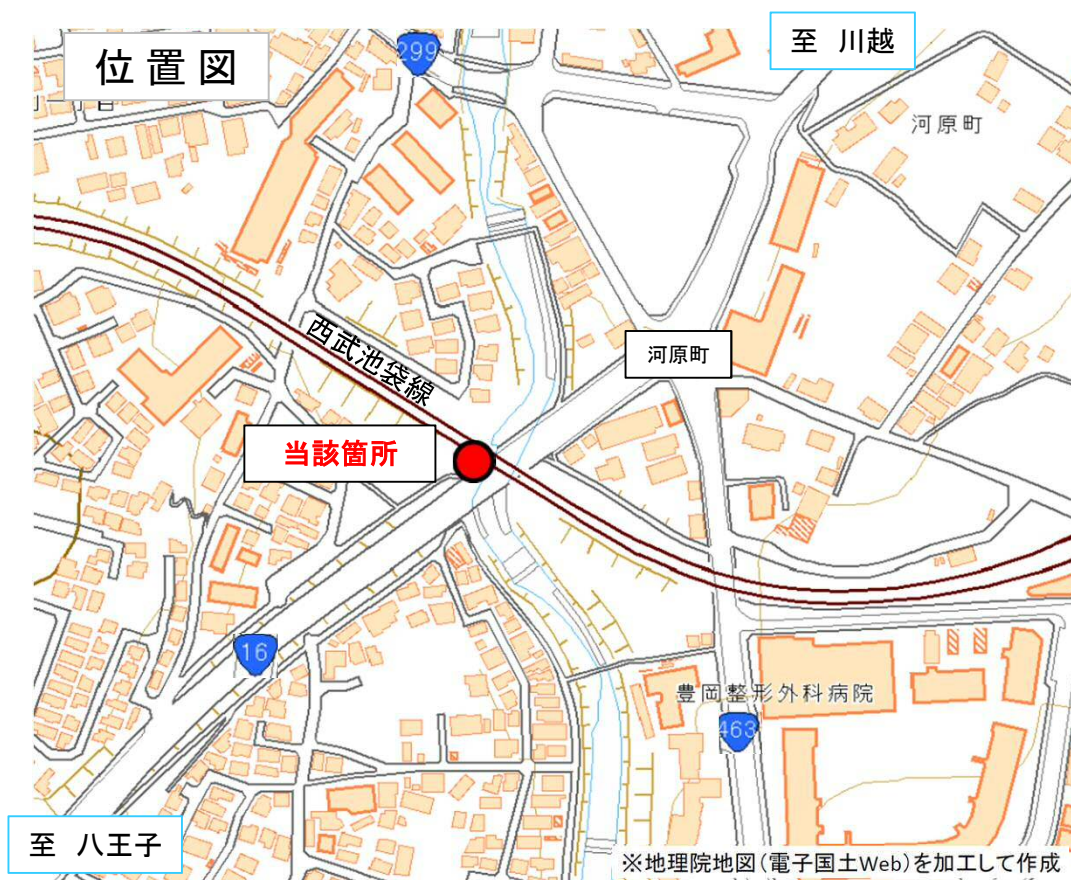 至 川越
位置図
299
河原町
西武池袋線
河原町
当該箇所
16
豊岡整形外科病院
463
至 八王子
※地理院地図(電子国土Web)を加工して作成